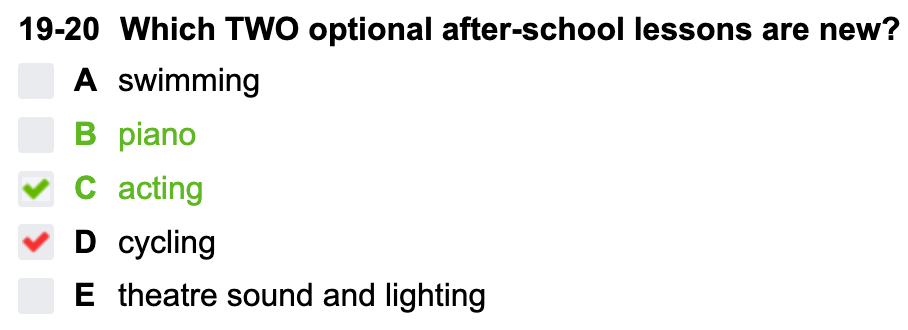 19-20 Which TWO optional after-school lessons are new?
A swimming
B piano
C acting
D cycling
E theatre sound and lighting